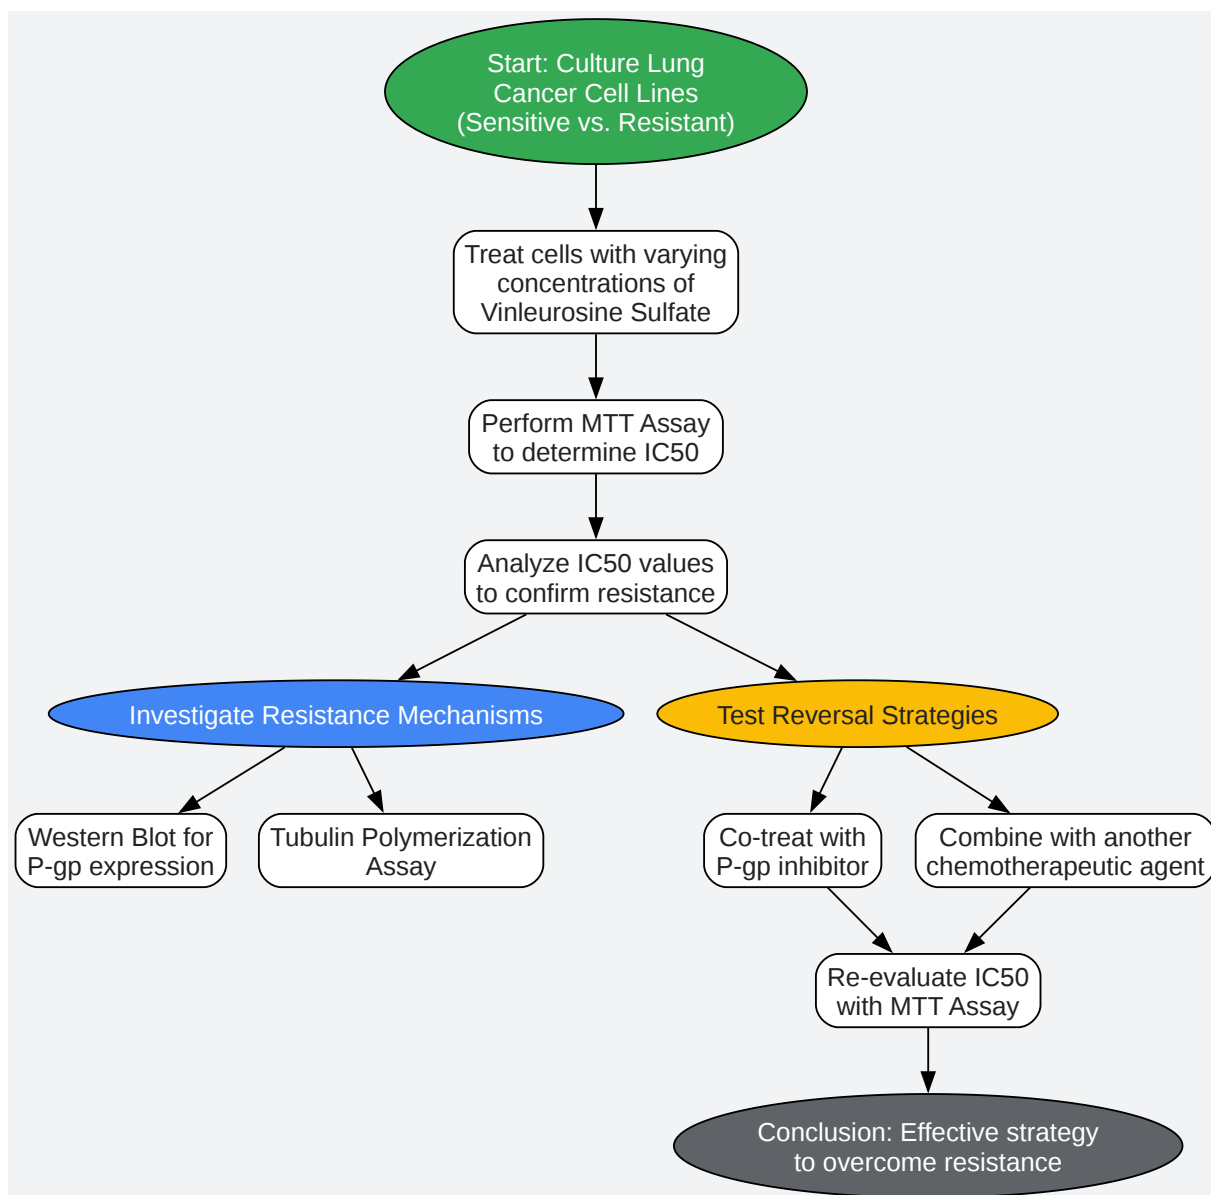 Start: Culture Lung
Cancer Cell Lines
(Sensitive vs. Resistant)
Treat cells with varying
concentrations of
Vinleurosine Sulfate
Perform MTT Assay
to determine IC50
Analyze IC50 values
to confirm resistance
Investigate Resistance Mechanisms
Test Reversal Strategies
Western Blot for
P-gp expression
Tubulin Polymerization
Assay
Co-treat with
P-gp inhibitor
Combine with another
chemotherapeutic agent
Re-evaluate IC50
with MTT Assay
Conclusion: Effective strategy
to overcome resistance